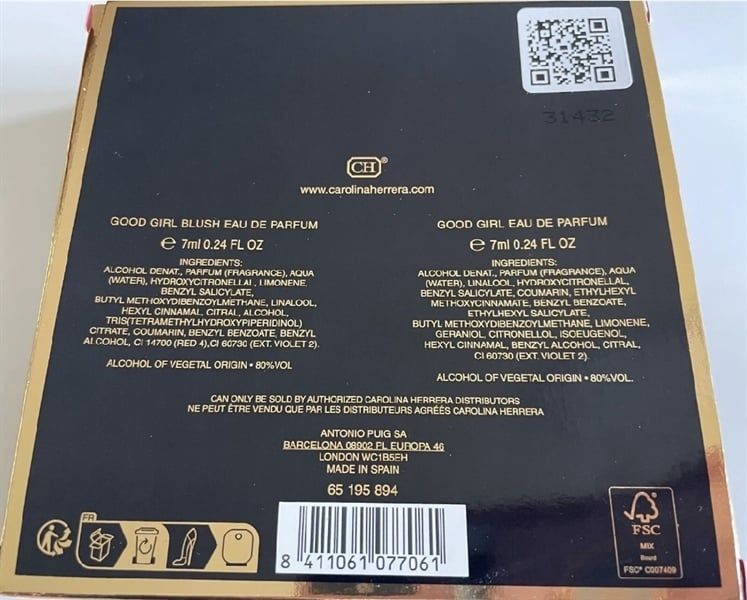 31432
CH®
www.carolinaherrera.com
GOOD GIRL BLUSH EAU DE PARFUM
℮ 7ml 0.24 FL OZ
INGREDIENTS:
ALCOHOL DENAT., PARFUM (FRAGRANCE), AQUA
(WATER), HYDROXYCITRONELLAL, LIMONENE,
BENZYL SALICYLATE,
BUTYL METHOXYDIBENZOYLMETHANE, LINALOOL,
HEXYL CINNAMAL, CITRAL, ALCOHOL,
TRIS(TETRAMETHYLHYDROXYPIPERIDINOL)
CITRATE, COUMARIN, BENZYL BENZOATE, BENZYL
ALCOHOL, CI 14700 (RED 4), CI 60730 (EXT. VIOLET 2).
ALCOHOL OF VEGETAL ORIGIN • 80%VOL
GOOD GIRL EAU DE PARFUM
℮ 7ml 0.24 FL OZ
INGREDIENTS:
ALCOHOL DENAT., PARFUM (FRAGRANCE), AQUA
(WATER), LINALOOL, HYDROXYCITRONELLAL,
BENZYL SALICYLATE, COUMARIN, ETHYLHEXYL
METHOXYCINNAMATE, BENZYL BENZOATE,
ETHYLHEXYL SALICYLATE,
BUTYL METHOXYDIBENZOYLMETHANE, LIMONENE,
GERANIOL, CITRONELLOL, ISOEUGENOL,
HEXYL CINNAMAL, BENZYL ALCOHOL, CITRAL,
CI 60730 (EXT. VIOLET 2).
ALCOHOL OF VEGETAL ORIGIN • 80%VOL.
CAN ONLY BE SOLD BY AUTHORIZED CAROLINA HERRERA DISTRIBUTORS
NE PEUT ÊTRE VENDU QUE PAR LES DISTRIBUTEURS AGRÉÉS CAROLINA HERRERA
ANTONIO PUIG SA
BARCELONA 08902 PL EUROPA 46
LONDON WC1B5EH
MADE IN SPAIN
65 195 894
FR
8 411061 077061
FSC
MIX
Board
FSC® C007409